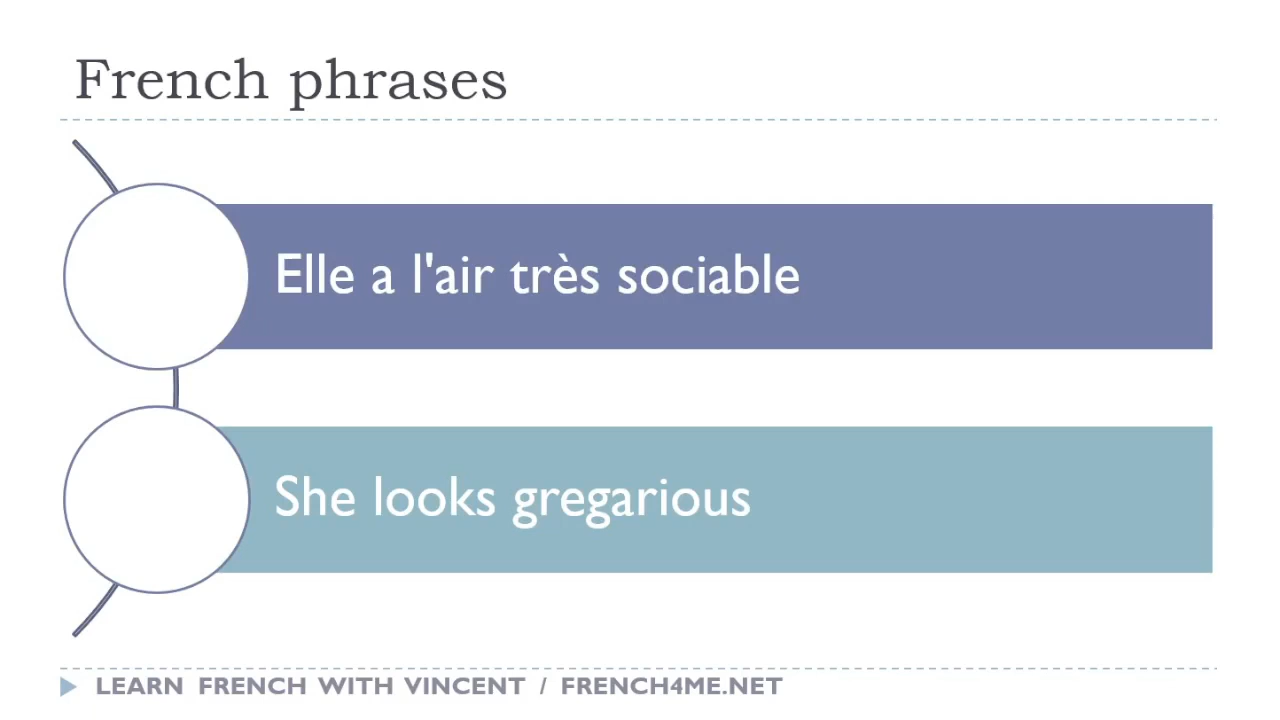 French phrases
Elle a l'air très sociable
She looks gregarious
LEARN FRENCH WITH VINCENT / FRENCH4ME.NET